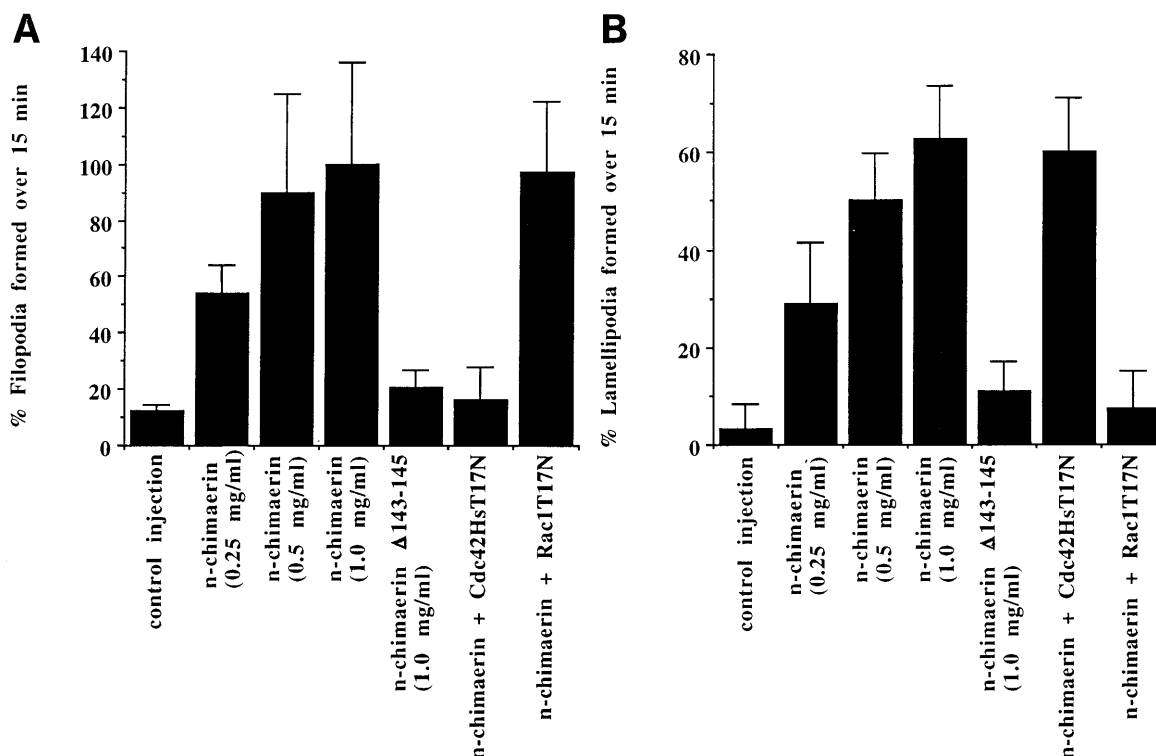 A
% Filopodia formed over 15 min
140
120
100
80
60
40
20
0
control injection
n-chimaerin
(0.25 mg/ml)
n-chimaerin
(0.5 mg/ml)
n-chimaerin
(1.0 mg/ml)
n-chimaerin Δ143-145
(1.0 mg/ml)
n-chimaerin + Cdc42HsT17N
n-chimaerin + Rac1T17N
B
% Lamellipodia formed over 15 min
80
60
40
20
0
control injection
n-chimaerin
(0.25 mg/ml)
n-chimaerin
(0.5 mg/ml)
n-chimaerin
(1.0 mg/ml)
n-chimaerin Δ143-145
(1.0 mg/ml)
n-chimaerin + Cdc42HsT17N
n-chimaerin + Rac1T17N